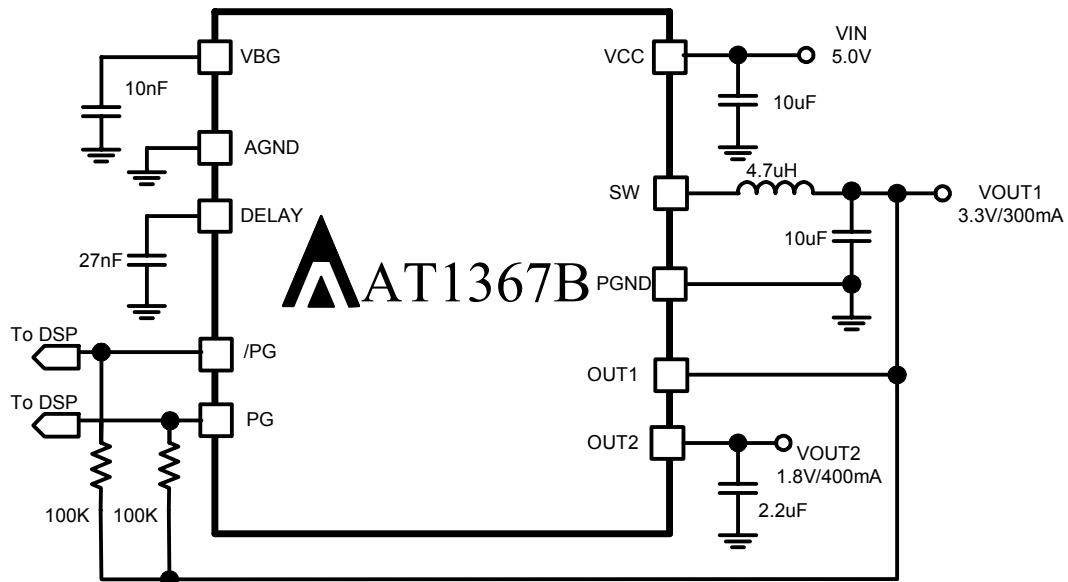 VBG
10nF
AGND
DELAY
27nF
To DSP
/PG
To DSP
PG
100K
100K
AT1367B
VCC
VIN
5.0V
10uF
SW
4.7uH
VOUT1
3.3V/300mA
10uF
PGND
OUT1
OUT2
VOUT2
1.8V/400mA
2.2uF